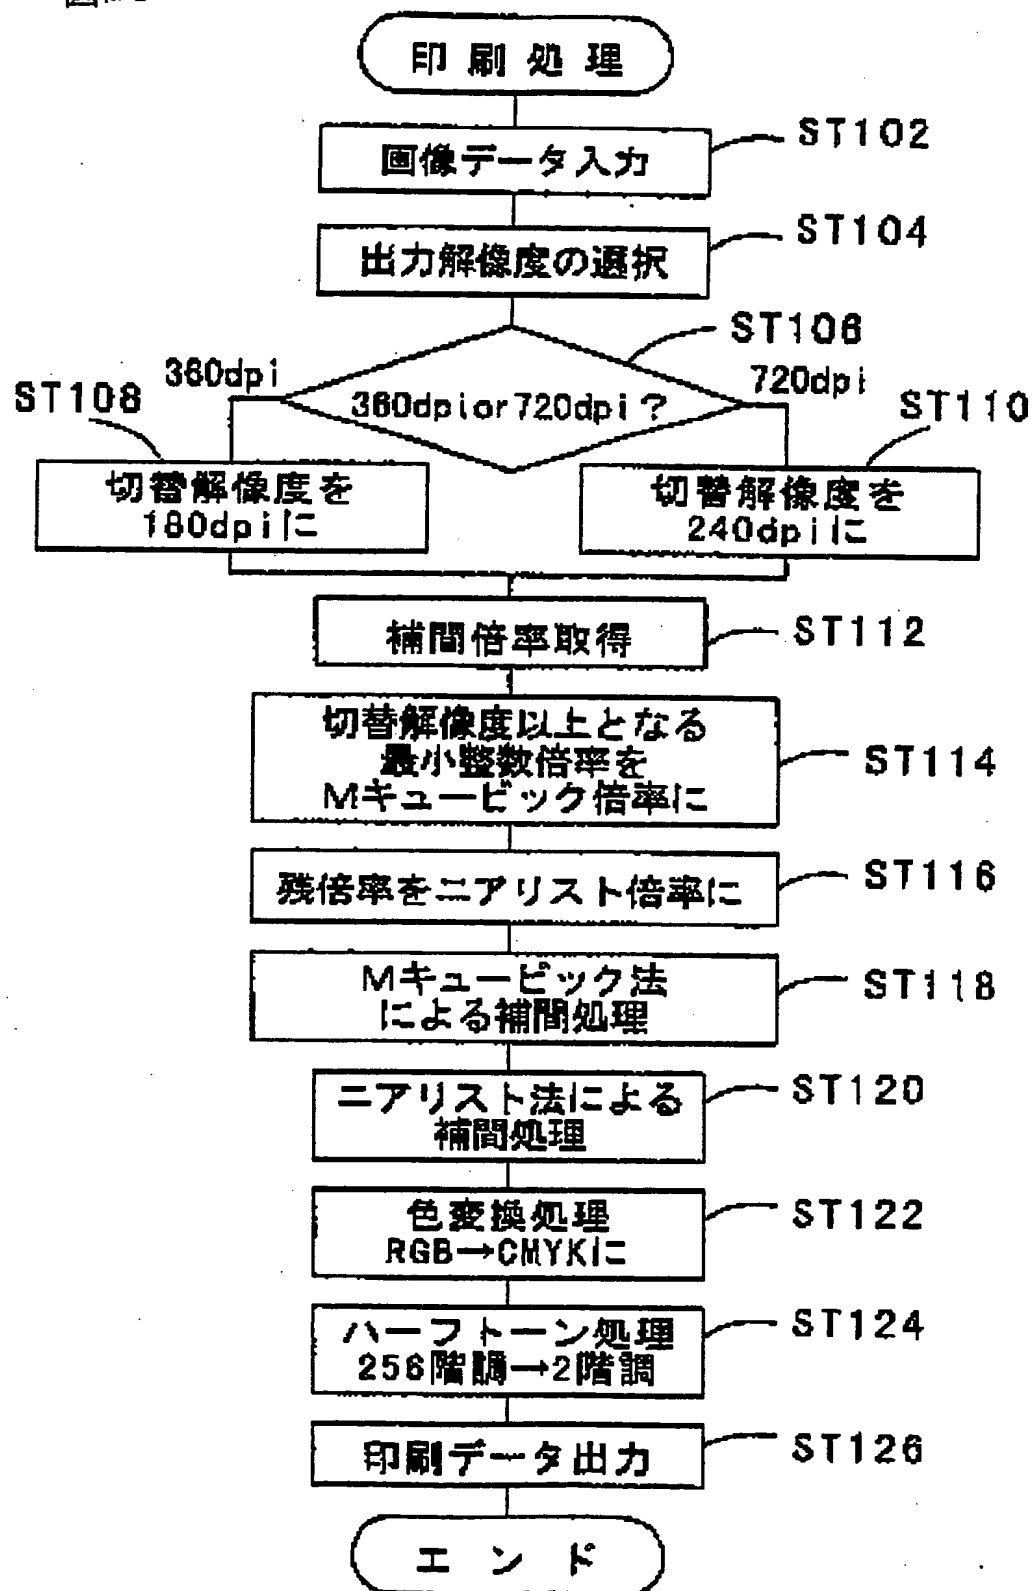 印刷処理
画像データ入力
ST102
出力解像度の選択
ST104
ST106
360dpi
720dpi
360dpior720dpi?
ST108
ST110
切替解像度を
180dpiに
切替解像度を
240dpiに
補間倍率取得
ST112
切替解像度以上となる
最小整数倍率を
Mキュービック倍率に
ST114
残倍率をニアリスト倍率に
ST116
Mキュービック法
による補間処理
ST118
ニアリスト法による
補間処理
ST120
色変換処理
RGB→CMYKに
ST122
ハーフトーン処理
256階調→2階調
ST124
印刷データ出力
ST126
エンド